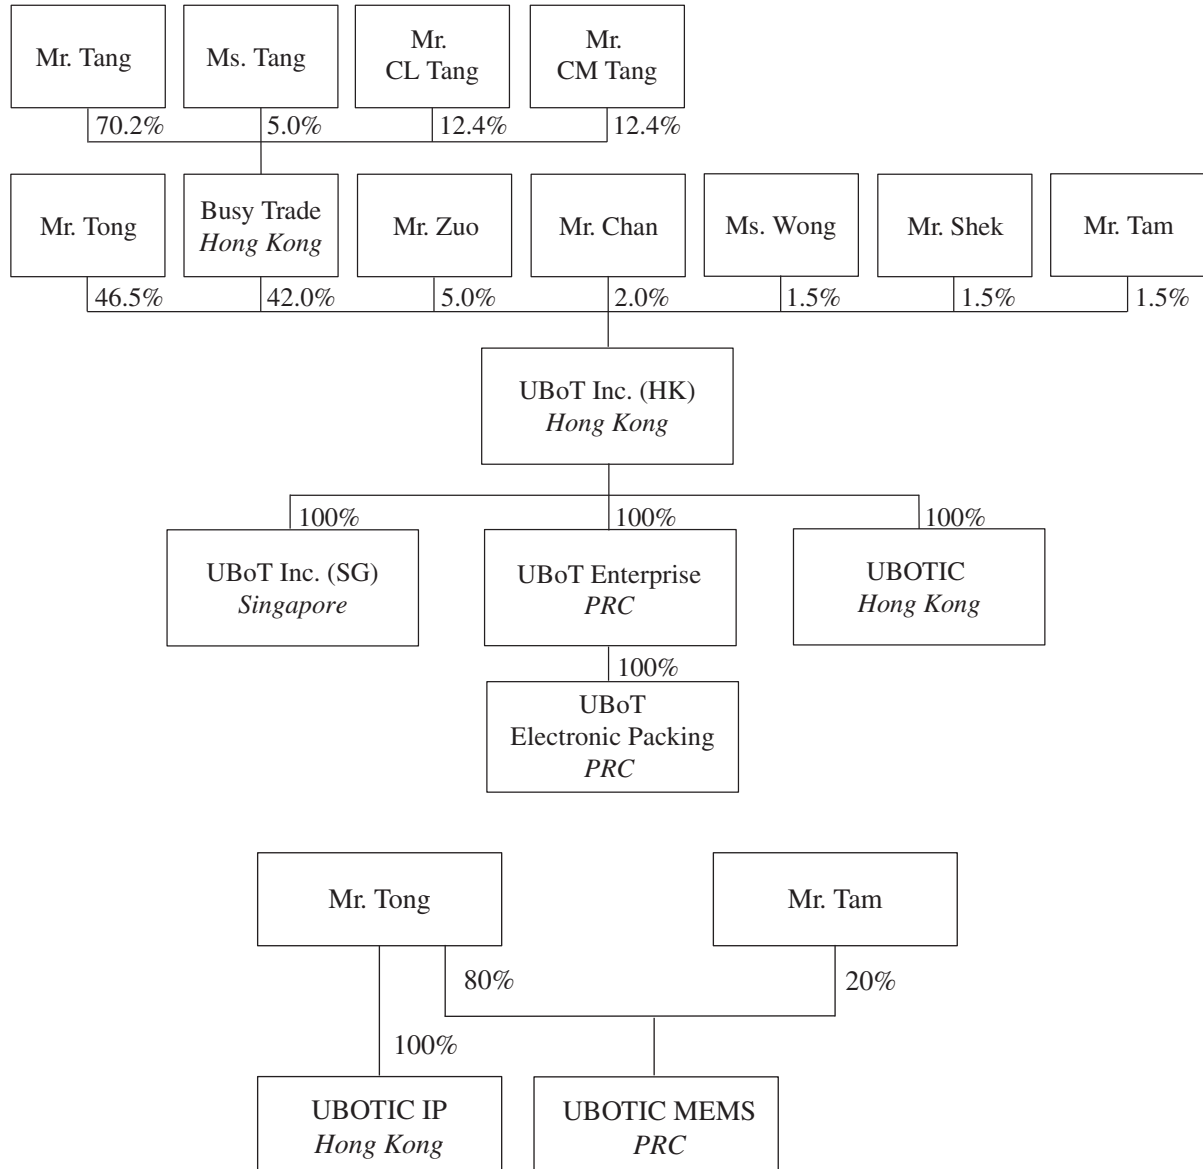 Mr. Tang
Ms. Tang
Mr.
CL Tang
Mr.
CM Tang
70.2%
5.0%
12.4%
12.4%
Mr. Tong
Busy Trade
Hong Kong
Mr. Zuo
Mr. Chan
Ms. Wong
Mr. Shek
Mr. Tam
46.5%
42.0%
5.0%
2.0%
1.5%
1.5%
1.5%
UBoT Inc. (HK)
Hong Kong
100%
100%
100%
UBoT Inc. (SG)
Singapore
UBoT Enterprise
PRC
UBOTIC
Hong Kong
100%
UBoT
Electronic Packing
PRC
Mr. Tong
Mr. Tam
80%
20%
100%
UBOTIC IP
Hong Kong
UBOTIC MEMS
PRC